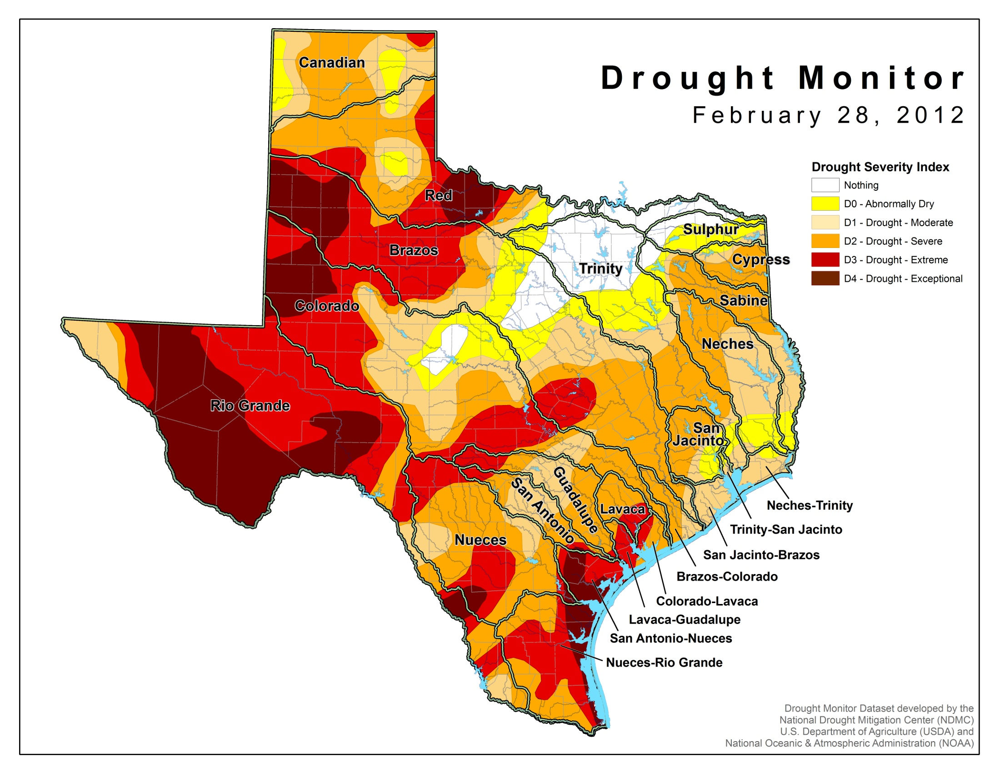 Drought Monitor
February 28, 2012
Drought Severity Index
Nothing
D0 - Abnormally Dry
D1 - Drought - Moderate
D2 - Drought - Severe
D3 - Drought - Extreme
D4 - Drought - Exceptional
Canadian
Red
Sulphur
Brazos
Cypress
Trinity
Colorado
Sabine
Neches
Rio Grande
San
Jacinto
Guadalupe
San Antonio
Lavaca
Nueces
Neches-Trinity
Trinity-San Jacinto
San Jacinto-Brazos
Brazos-Colorado
Colorado-Lavaca
Lavaca-Guadalupe
San Antonio-Nueces
Nueces-Rio Grande
Drought Monitor Dataset developed by the
National Drought Mitigation Center (NDMC)
U.S. Department of Agriculture (USDA) and
National Oceanic & Atmospheric Administration (NOAA)